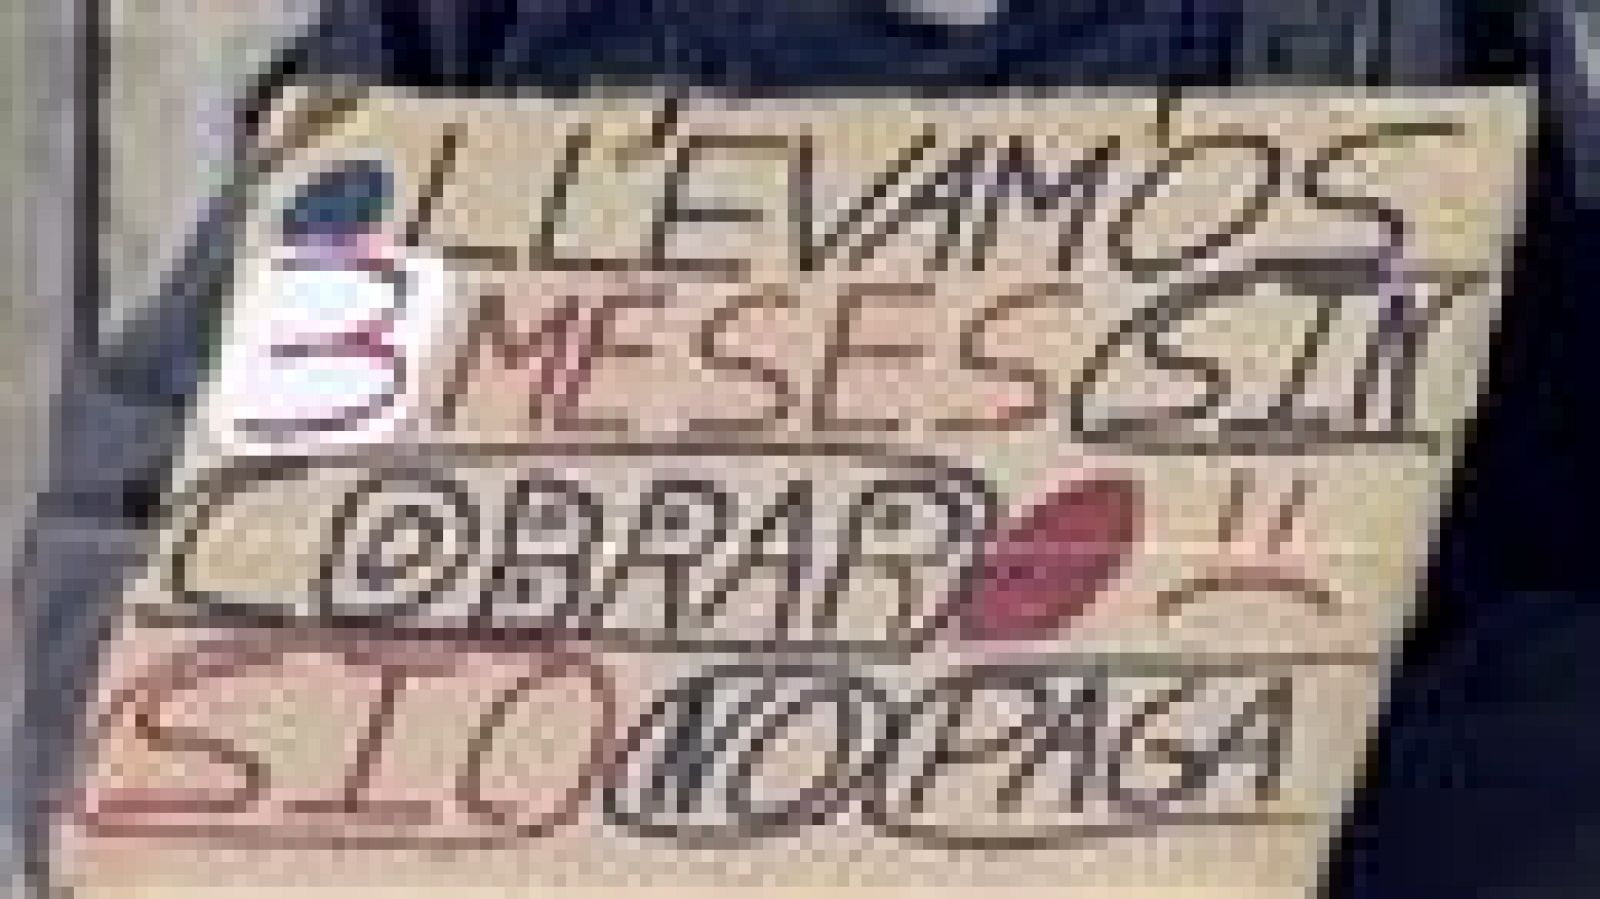 LLEVAMOS
3 MESES SIN
COBRAR
SIO NO PAGA